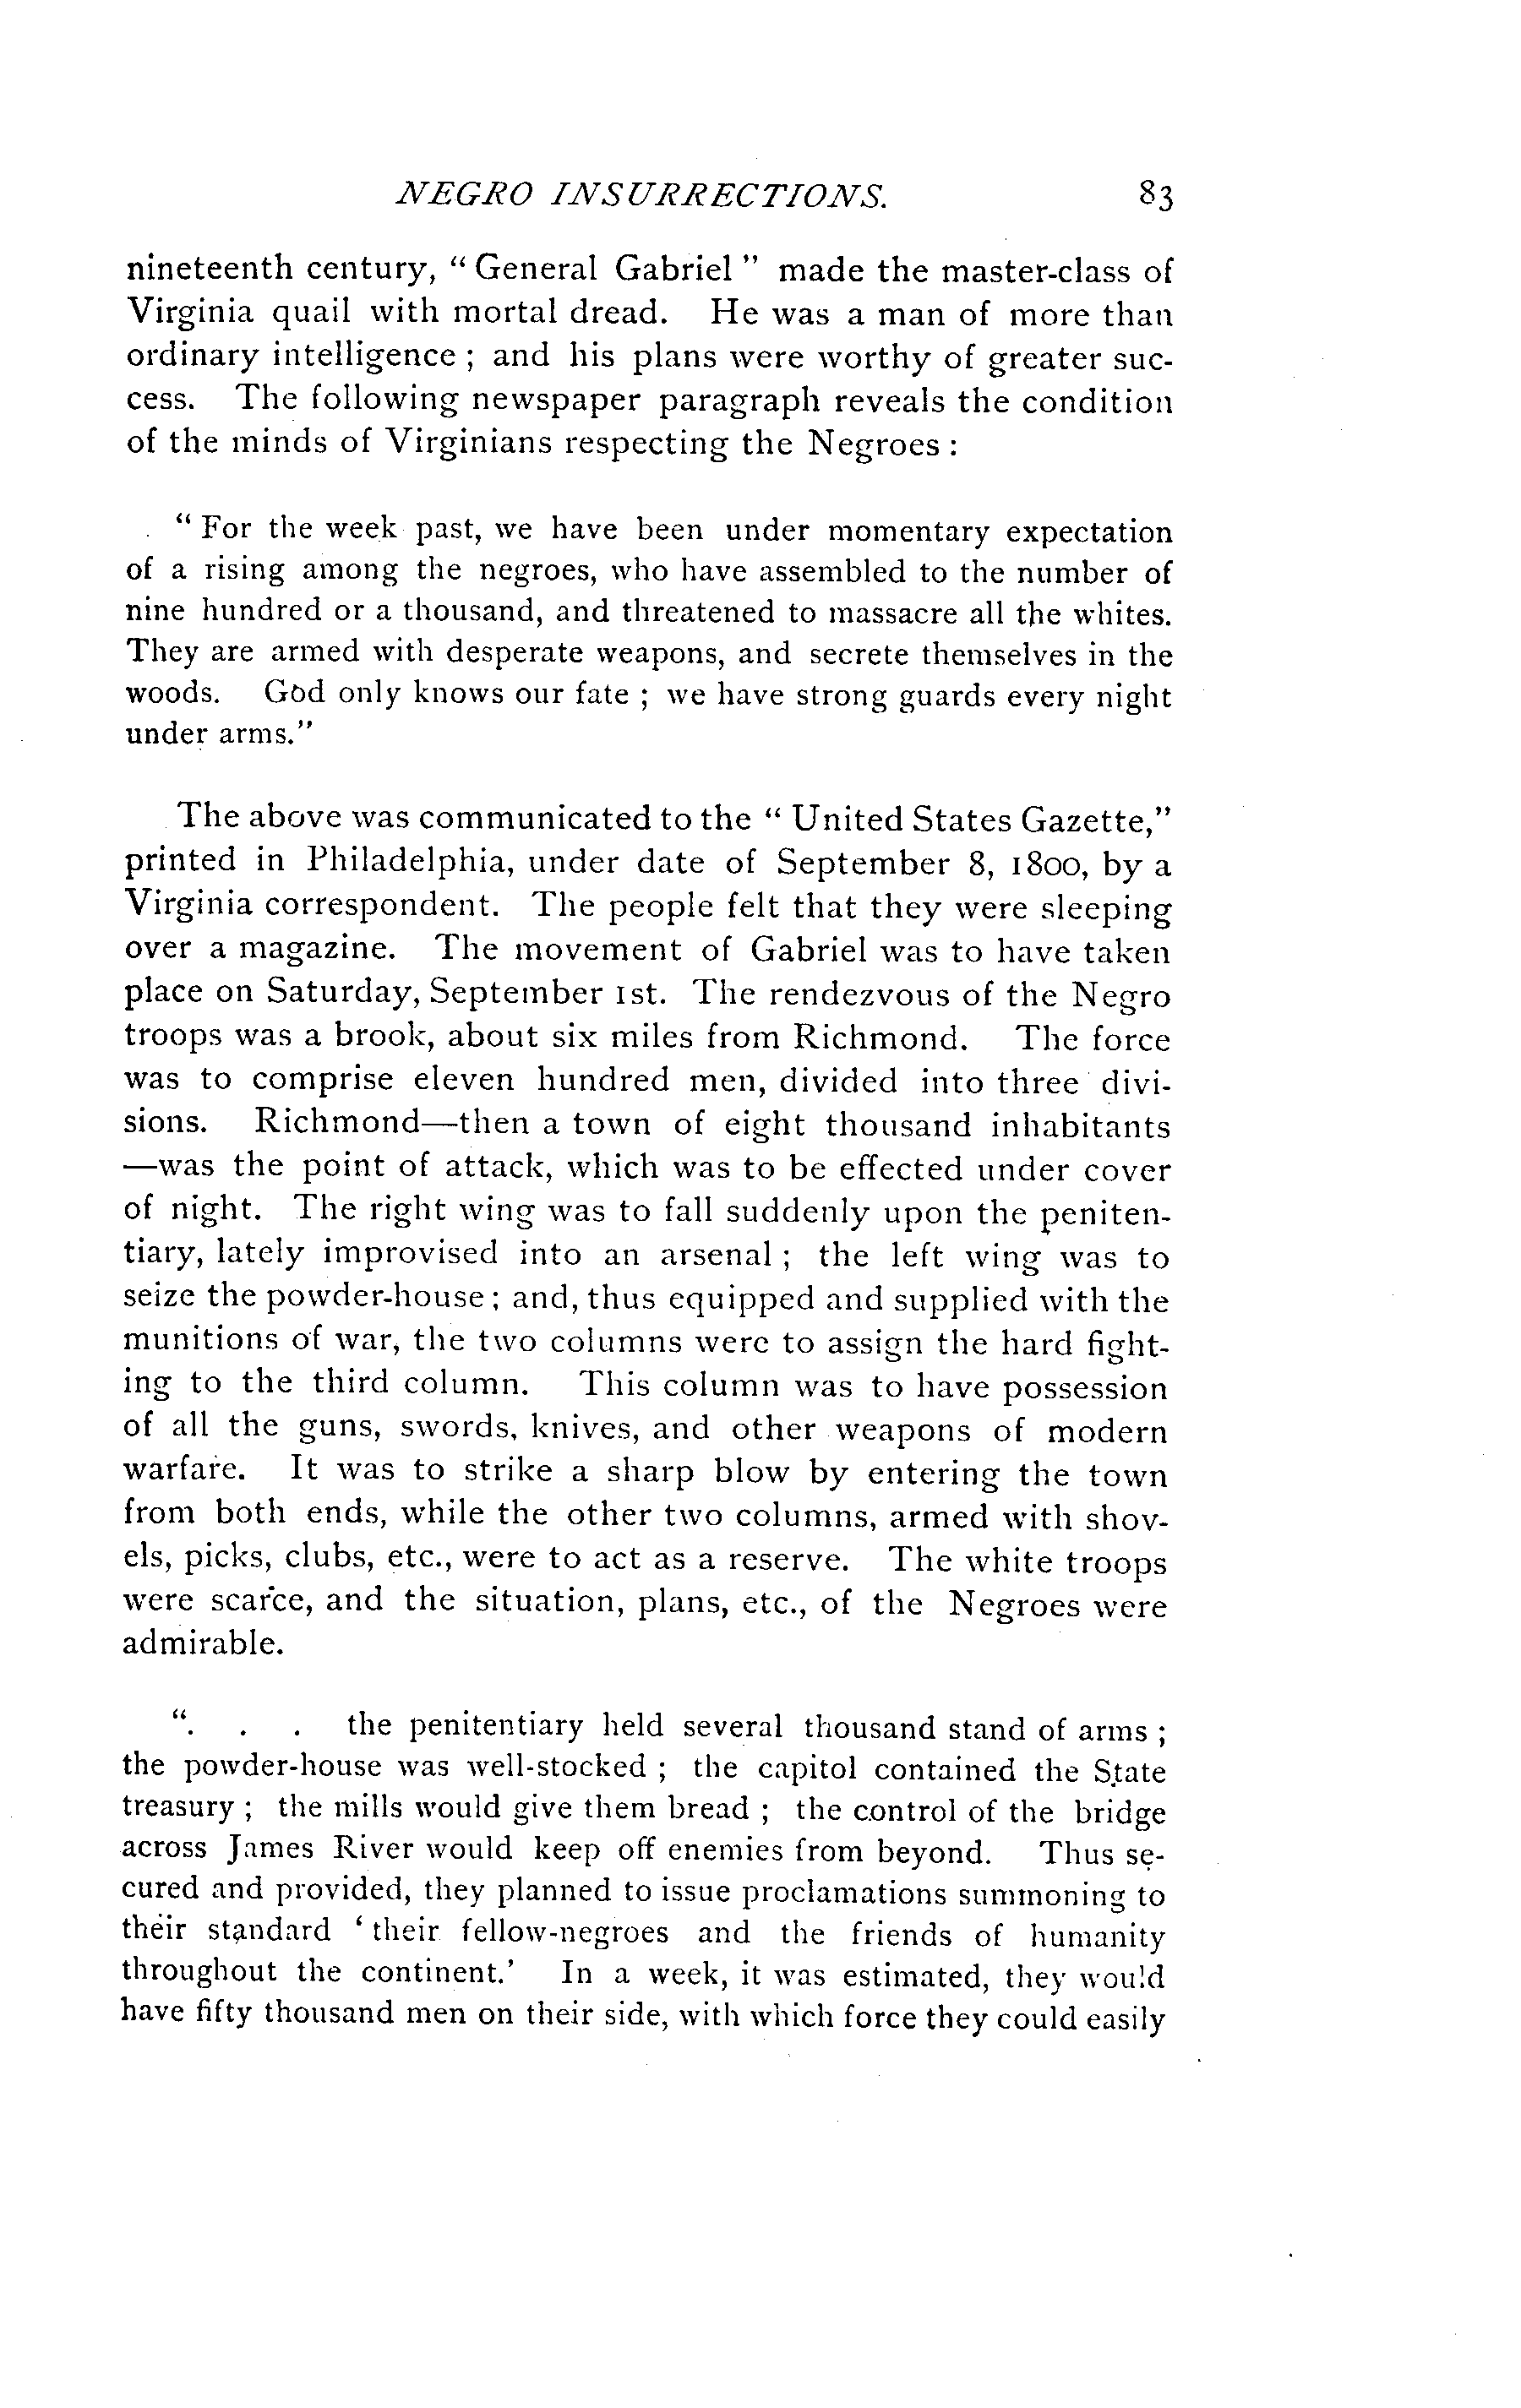 NEGRO INSURRECTIONS. 83
nineteenth century, " General Gabriel " made the master-class of
Virginia quail with mortal dread. He was a man of more than
ordinary intelligence ; and his plans were worthy of greater suc-
cess. The following newspaper paragraph reveals the condition
of the minds of Virginians respecting the Negroes :
" For the week past, we have been under momentary expectation
of a rising among the negroes, who have assembled to the number of
nine hundred or a thousand, and threatened to massacre all the whites.
They are armed with desperate weapons, and secrete themselves in the
woods. God only knows our fate ; we have strong guards every night
under arms."
The above was communicated to the " United States Gazette,"
printed in Philadelphia, under date of September 8, 1800, by a
Virginia correspondent. The people felt that they were sleeping
over a magazine. The movement of Gabriel was to have taken
place on Saturday, September 1st. The rendezvous of the Negro
troops was a brook, about six miles from Richmond. The force
was to comprise eleven hundred men, divided into three divi-
sions. Richmond—then a town of eight thousand inhabitants
—was the point of attack, which was to be effected under cover
of night. The right wing was to fall suddenly upon the peniten-
tiary, lately improvised into an arsenal ; the left wing was to
seize the powder-house ; and, thus equipped and supplied with the
munitions of war, the two columns were to assign the hard fight-
ing to the third column. This column was to have possession
of all the guns, swords, knives, and other weapons of modern
warfare. It was to strike a sharp blow by entering the town
from both ends, while the other two columns, armed with shov-
els, picks, clubs, etc., were to act as a reserve. The white troops
were scarce, and the situation, plans, etc., of the Negroes were
admirable.
". . . the penitentiary held several thousand stand of arms ;
the powder-house was well-stocked ; the capitol contained the State
treasury ; the mills would give them bread ; the control of the bridge
across James River would keep off enemies from beyond. Thus se-
cured and provided, they planned to issue proclamations summoning to
their standard ' their fellow-negroes and the friends of humanity
throughout the continent.' In a week, it was estimated, they would
have fifty thousand men on their side, with which force they could easily